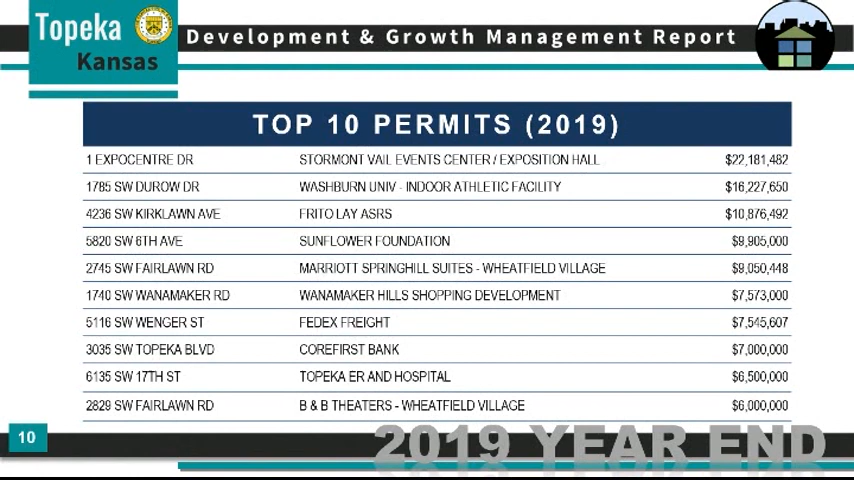 Topeka
Kansas
Development & Growth Management Report
TOP 10 PERMITS (2019)
1 EXPOCENTRE DR STORMONT VAIL EVENTS CENTER / EXPOSITION HALL $22,181,482
1785 SW DUROW DR WASHBURN UNIV - INDOOR ATHLETIC FACILITY $16,227,650
4236 SW KIRKLAWN AVE FRITO LAY ASRS $10,876,492
5820 SW 6TH AVE SUNFLOWER FOUNDATION $9,905,000
2745 SW FAIRLAWN RD MARRIOTT SPRINGHILL SUITES - WHEATFIELD VILLAGE $9,050,448
1740 SW WANAMAKER RD WANAMAKER HILLS SHOPPING DEVELOPMENT $7,573,000
5116 SW WENGER ST FEDEX FREIGHT $7,545,607
3035 SW TOPEKA BLVD COREFIRST BANK $7,000,000
6135 SW 17TH ST TOPEKA ER AND HOSPITAL $6,500,000
2829 SW FAIRLAWN RD B & B THEATERS - WHEATFIELD VILLAGE $6,000,000
10
2019 YEAR END